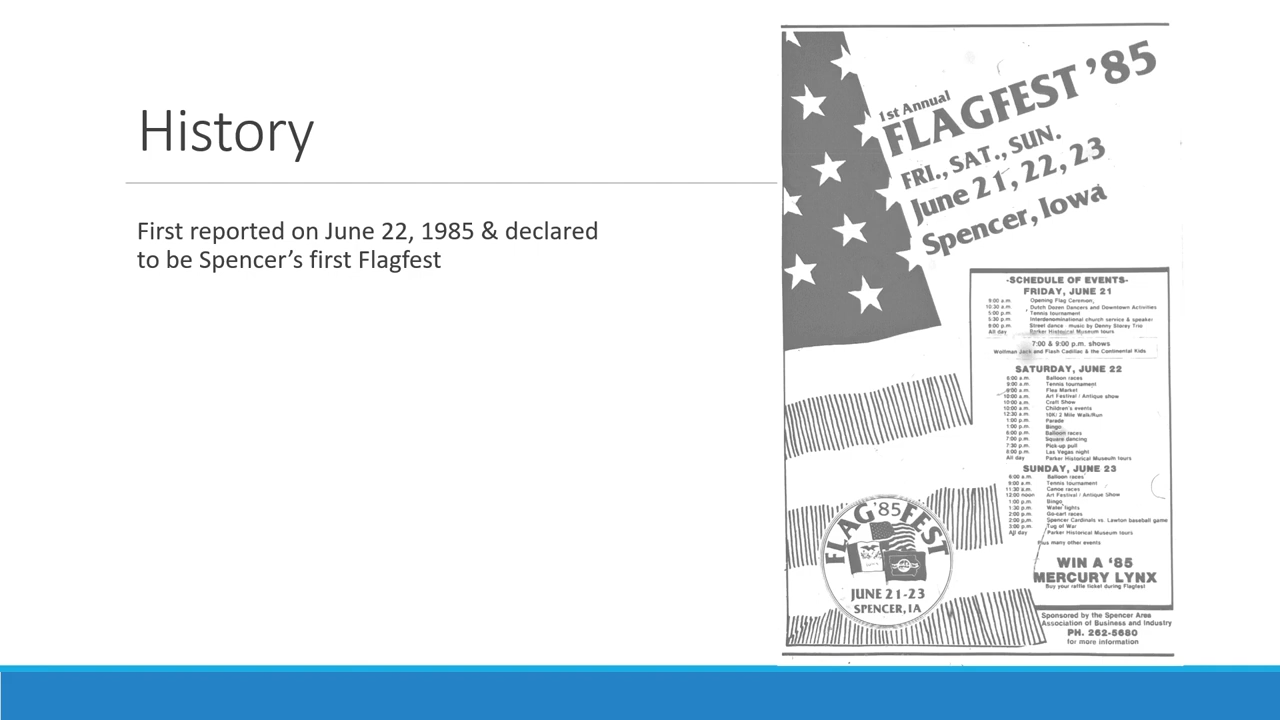 History
First reported on June 22, 1985 & declared
to be Spencer's first Flagfest
1st Annual
FLAGFEST '85
FRI., SAT., SUN.
June 21, 22, 23
Spencer, Iowa
-SCHEDULE OF EVENTS-
FRIDAY, JUNE 21
9:00 a.m. Opening Flag Ceremony
10:30 a.m. Dutch Dozen Dancers and Downtown Activities
5:00 p.m. Tennis tournament
5:30 p.m. Interdenominational church service & speaker
8:00 p.m. Street dance music by Denny Storey Trio
All day Parker Historical Museum tours
7:00 & 9:00 p.m. shows
Wolfman Jack and Flash Cadillac & the Continental Kids
SATURDAY, JUNE 22
6:00 a.m. Balloon races
9:00 a.m. Tennis tournament
9:00 a.m. Flea Market
10:00 a.m. Art Festival / Antique show
10:00 a.m. Craft Show
10:00 a.m. Children's events
12:30 a.m. 10K/ 2 Mile Walk/Run
1:00 p.m. Parade
1:00 p.m. Bingo
6:00 p.m. Balloon races
7:00 p.m. Square dancing
7:30 p.m. Pick-up pull
8:00 p.m. Las Vegas night
All day Parker Historical Museum tours
SUNDAY, JUNE 23
6:00 a.m. Balloon races
9:00 a.m. Tennis tournament
11:30 a.m. Canoe races
12:00 noon Art Festival / Antique Show
1:00 p.m. Bingo
1:30 p.m. Water fights
2:00 p.m. Go-cart races
2:00 p.m. Spencer Cardinals vs. Lawton baseball game
3:00 p.m. Tug of War
All day Parker Historical Museum tours
Plus many other events
WIN A '85
MERCURY LYNX
Buy your raffle ticket during Flagfest
Sponsored by the Spencer Area
Association of Business and Industry
PH. 262-5680
for more information
FLAG '85 FEST
JUNE 21-23
SPENCER, IA